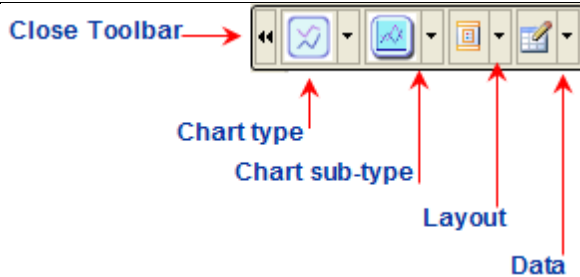 Close Toolbar
Chart type
Chart sub-type
Layout
Data